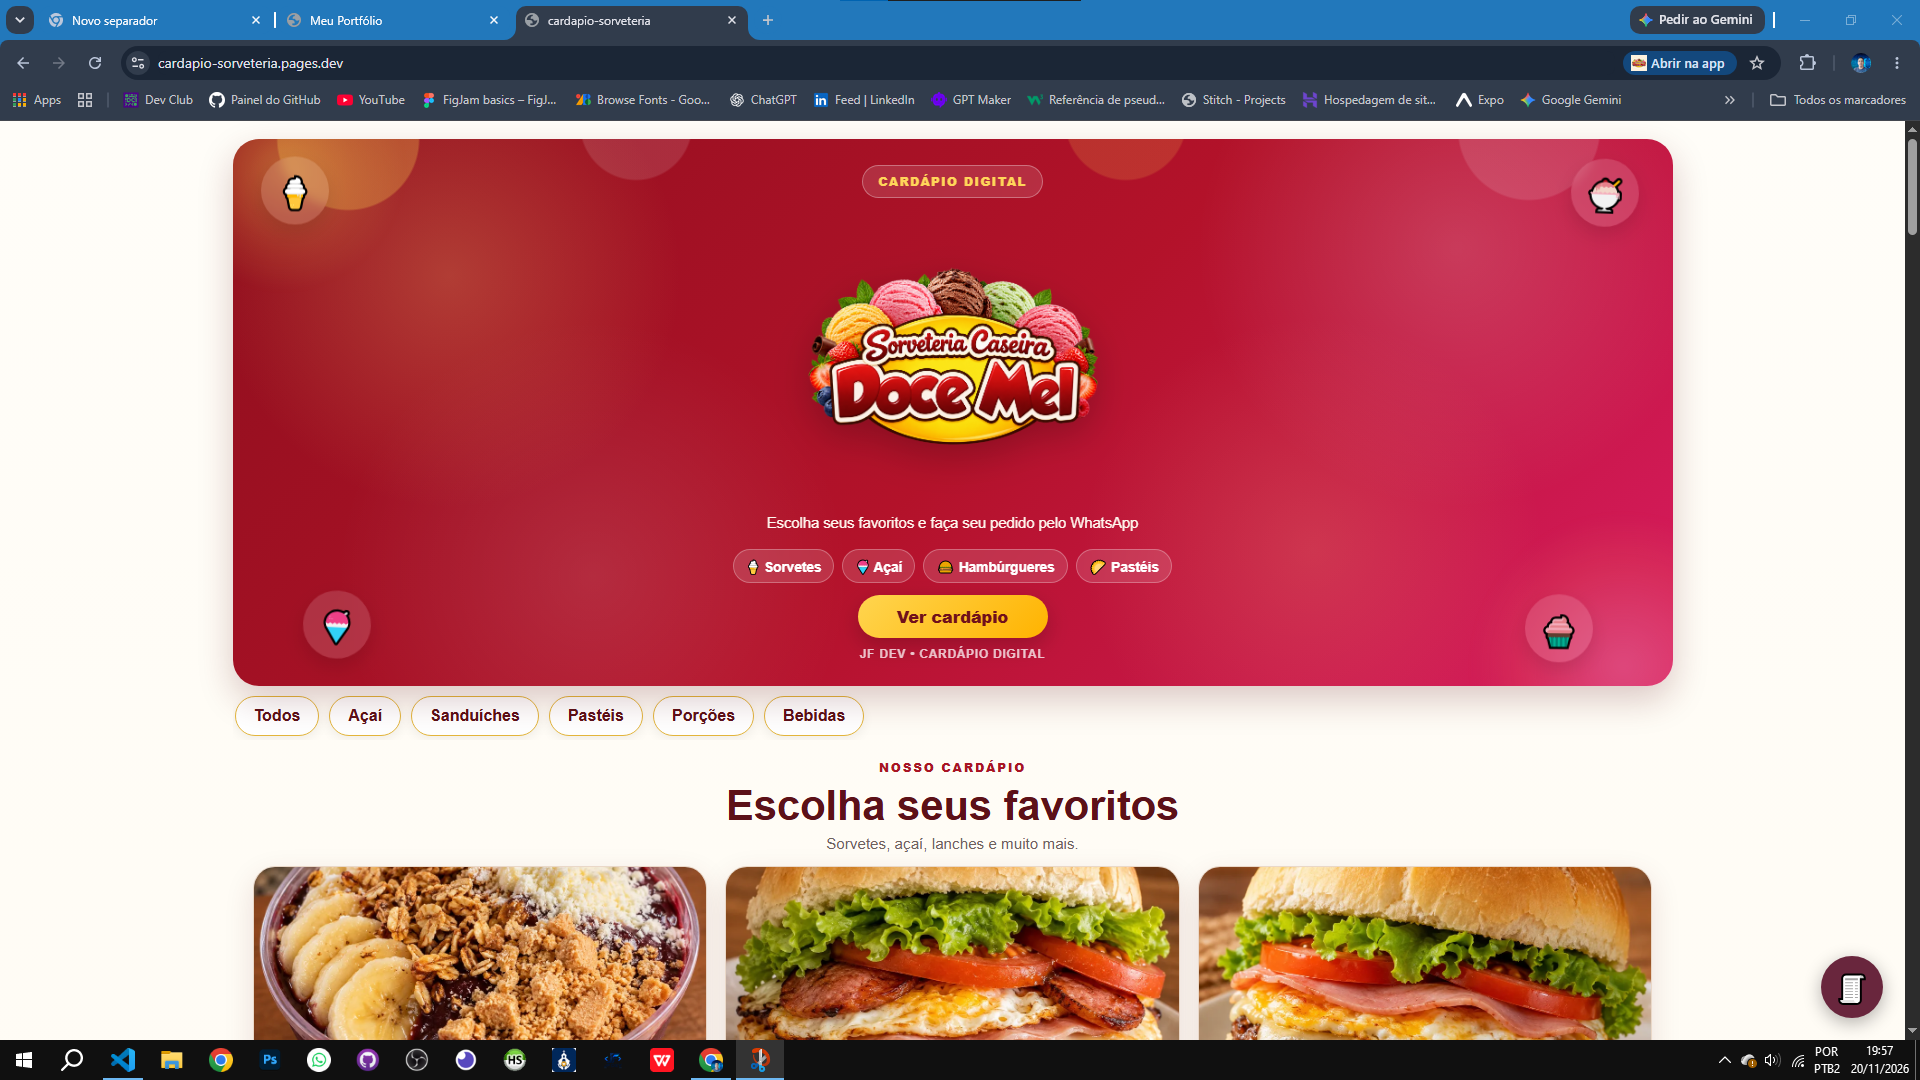 Novo separador
Meu Portfólio
cardapio-sorveteria
Pedir ao Gemini
cardapio-sorveteria.pages.dev
Abrir na app
Apps
Dev Club
Painel do GitHub
YouTube
FigJam basics – FigJ...
Browse Fonts - Goo...
ChatGPT
Feed | LinkedIn
GPT Maker
Referência de pseud...
Stitch - Projects
Hospedagem de sit...
Expo
Google Gemini
Todos os marcadores
CARDÁPIO DIGITAL
Sorveteria Caseira
Doce Mel
Escolha seus favoritos e faça seu pedido pelo WhatsApp
Sorvetes
Açaí
Hambúrgueres
Pastéis
Ver cardápio
JF DEV • CARDÁPIO DIGITAL
Todos
Açaí
Sanduíches
Pastéis
Porções
Bebidas
NOSSO CARDÁPIO
Escolha seus favoritos
Sorvetes, açaí, lanches e muito mais.
Ps
HS
W
POR
PTB2
19:57
20/11/2026